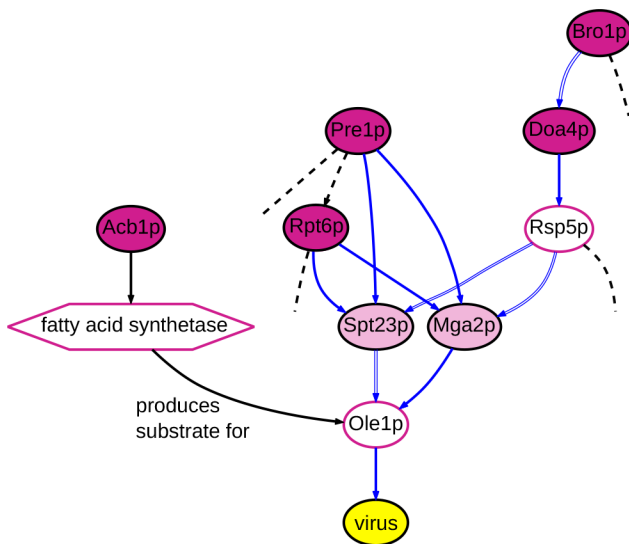 Bro1p
Pre1p
Doa4p
Acb1p
Rpt6p
Rsp5p
fatty acid synthetase
Spt23p
Mga2p
produces
substrate for
Ole1p
virus